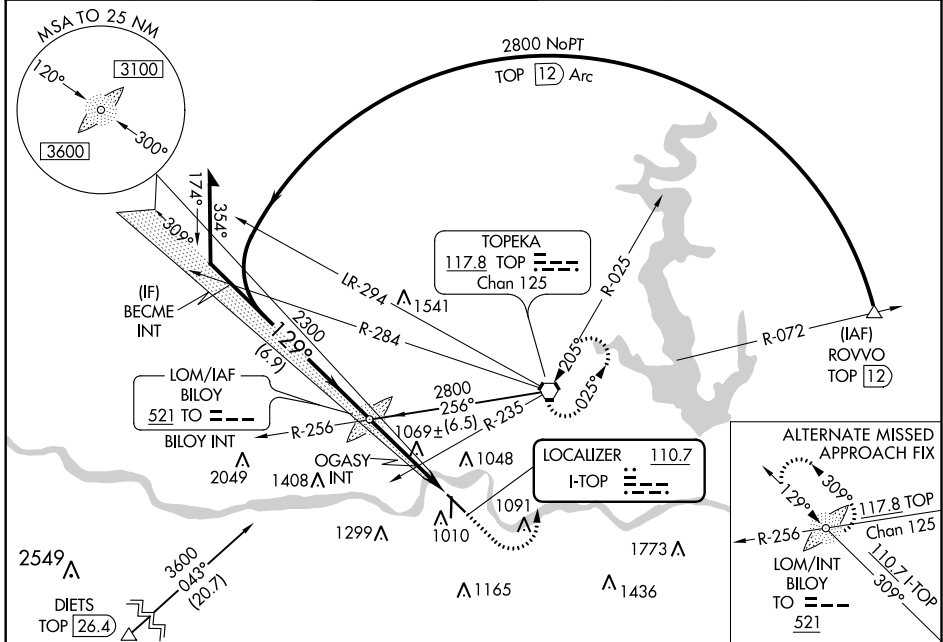 MSA TO 25 NM
120°
3100
3600
300°
2800 NoPT
TOP 12 Arc
174°
354°
309°
(IF)
BECME
INT
2300
129°
(6.9)
LR-294
1541
R-284
TOPEKA
117.8 TOP
Chan 125
R-025
205°
025°
R-072
(IAF)
ROVVO
TOP 12
LOM/IAF
BILOY
521 TO
BILOY INT
R-256
2800
256°
(6.5)
R-235
1069±
2049
1408
OGASY
INT
1048
LOCALIZER 110.7
I-TOP
1091
1299
1010
1773
1165
1436
2549
3600
043°
(20.7)
DIETS
TOP 26.4
ALTERNATE MISSED
APPROACH FIX
129°
309°
R-256
117.8 TOP
Chan 125
110.7 I-TOP
309°
LOM/INT
BILOY
TO
521